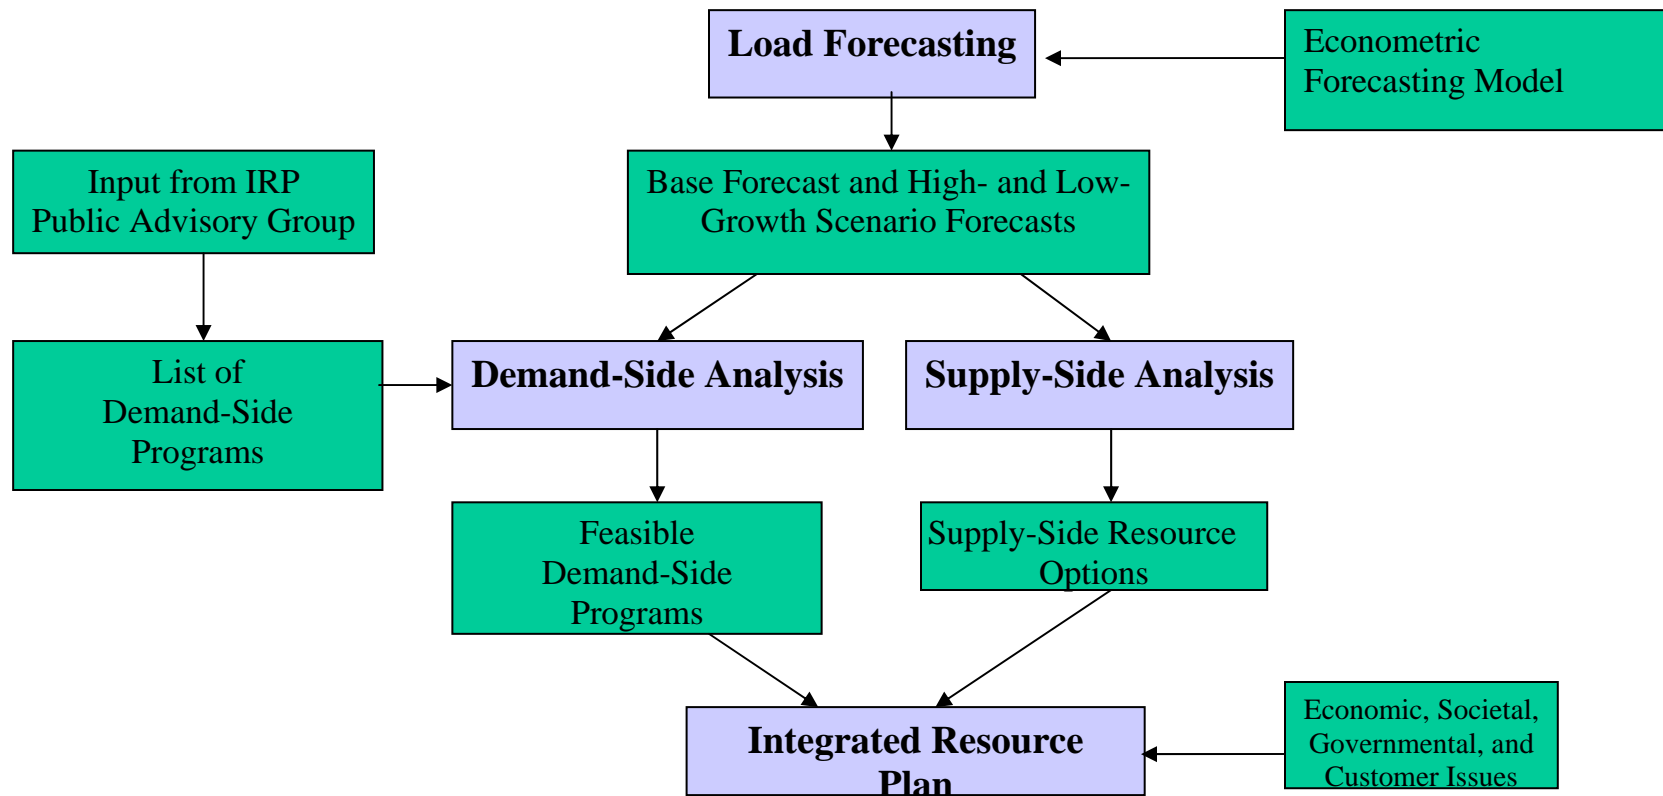 Load Forecasting
Econometric
Forecasting Model
Input from IRP
Public Advisory Group
Base Forecast and High- and Low-
Growth Scenario Forecasts
List of
Demand-Side
Programs
Demand-Side Analysis
Supply-Side Analysis
Feasible
Demand-Side
Programs
Supply-Side Resource
Options
Integrated Resource
Plan
Economic, Societal,
Governmental, and
Customer Issues